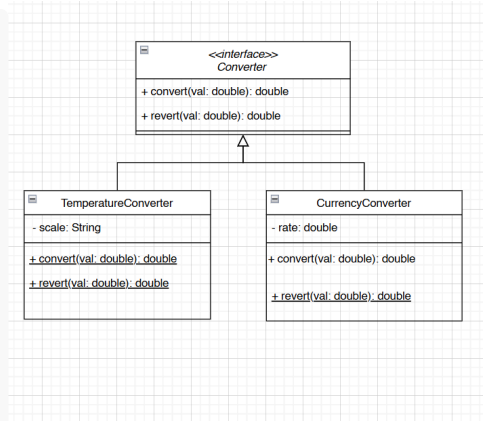 <<interface>>
Converter
+ convert(val: double): double
+ revert(val: double): double
TemperatureConverter
- scale: String
+ convert(val: double): double
+ revert(val: double): double
CurrencyConverter
- rate: double
+ convert(val: double): double
+ revert(val: double): double